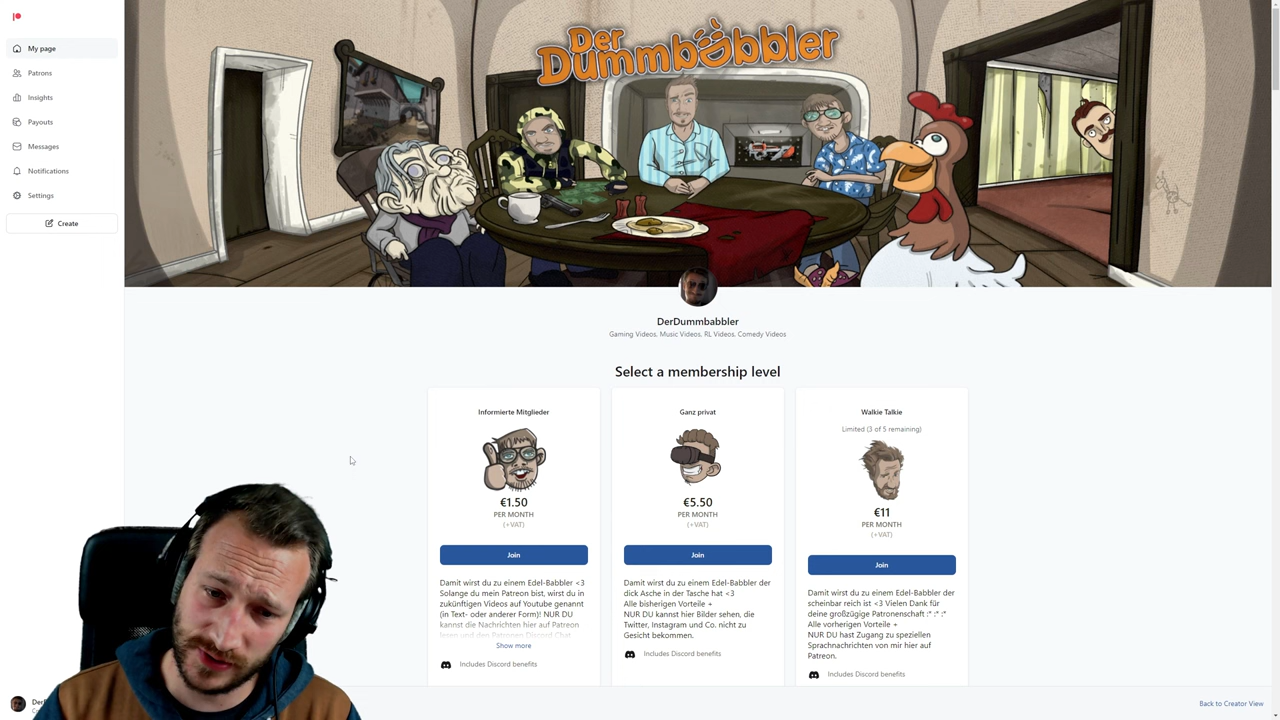 Der
Dummbabbler
My page
Patrons
Insights
Payouts
Messages
Notifications
Settings
Create
DerDummbabbler
Gaming Videos, Music Videos, RL Videos, Comedy Videos
Select a membership level
Informierte Mitglieder
€1.50
PER MONTH
(+VAT)
Join
Damit wirst du zu einem Edel-Babbler <3
Solange du mein Patreon bist, wirst du in
zukünftigen Videos auf Youtube genannt
(in Text- oder anderer Form)! NUR DU
kannst die Nachrichten hier auf Patreon
lesen und den Patronen Discord Chat
Show more
Includes Discord benefits
Ganz privat
€5.50
PER MONTH
(+VAT)
Join
Damit wirst du zu einem Edel-Babbler der
dick Asche in der Tasche hat <3
Alle bisherigen Vorteile +
NUR DU kannst hier Bilder sehen, die
Twitter, Instagram und Co. nicht zu
Gesicht bekommen.
Includes Discord benefits
Walkie Talkie
Limited (3 of 5 remaining)
€11
PER MONTH
(+VAT)
Join
Damit wirst du zu einem Edel-Babbler der
scheinbar reich ist <3 Vielen Dank für
deine großzügige Patronenschaft :* :* :*
Alle vorherigen Vorteile +
NUR DU hast Zugang zu speziellen
Sprachnachrichten von mir hier auf
Patreon.
Includes Discord benefits
Back to Creator View